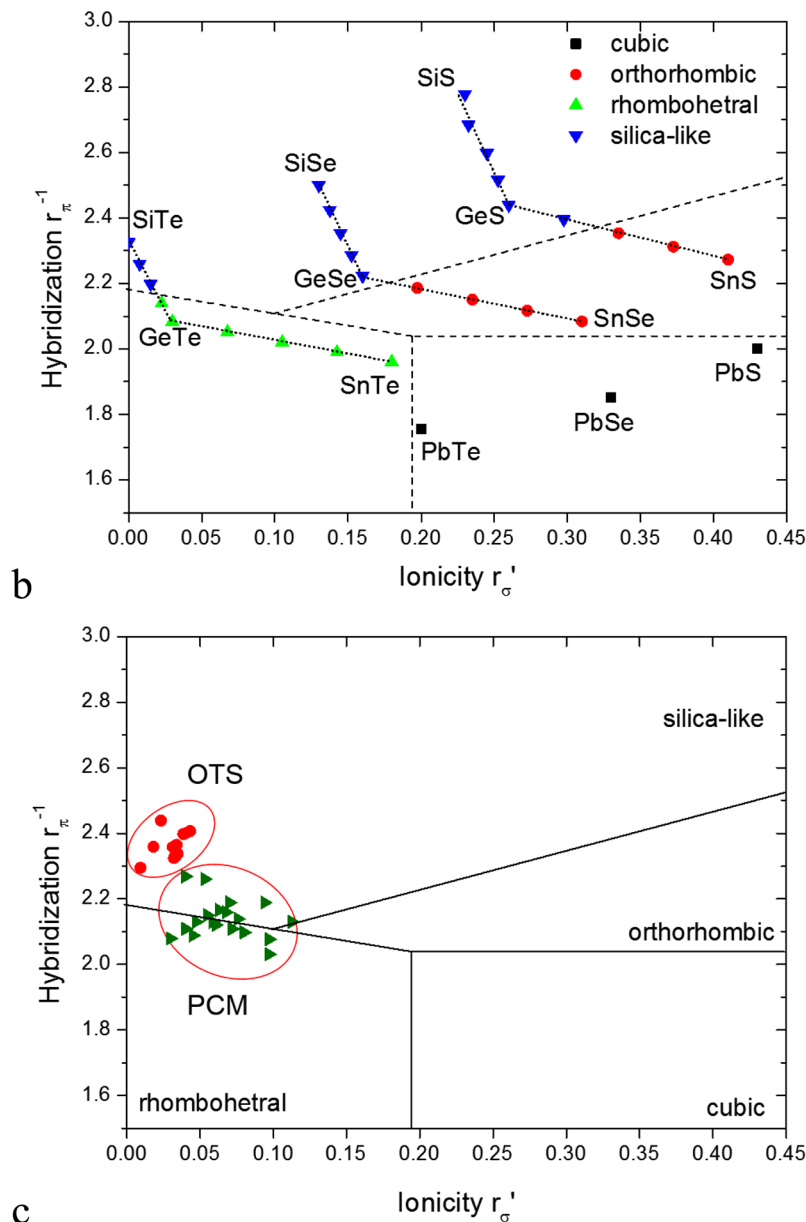 3.0
2.8
2.6
2.4
2.2
2.0
1.8
1.6
Hybridization r_π^-1
cubic
orthorhombic
rhombohetral
silica-like
SiS
SiSe
SiTe
GeS
GeSe
SnS
SnSe
GeTe
SnTe
PbS
PbSe
PbTe
0.00 0.05 0.10 0.15 0.20 0.25 0.30 0.35 0.40 0.45
Ionicity r_σ'
b
3.0
2.8
2.6
2.4
2.2
2.0
1.8
1.6
Hybridization r_π^-1
silica-like
OTS
orthorhombic
PCM
rhombohetral
cubic
0.00 0.05 0.10 0.15 0.20 0.25 0.30 0.35 0.40 0.45
Ionicity r_σ'
c